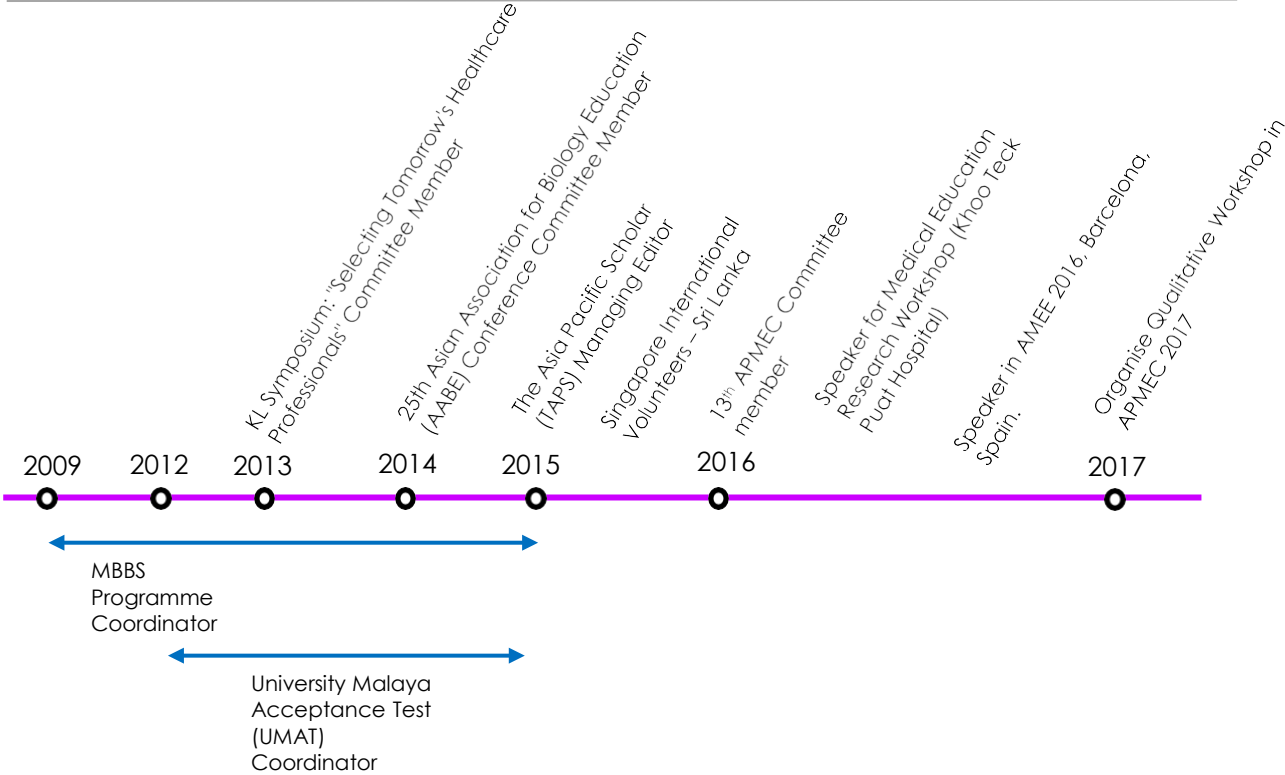 KL Symposium: "Selecting Tomorrow's Healthcare
Professionals" Committee Member
25th Asian Association for Biology Education
(AABE) Conference Committee Member
The Asia Pacific Scholar
(TAPS) Managing Editor
Singapore International
Volunteers – Sri Lanka
13th APMEC Committee
member
Speaker for Medical Education
Research Workshop (Khoo Teck
Puat Hospital)
Speaker in AMEE 2016, Barcelona,
Spain.
Organise Qualitative Workshop in
APMEC 2017
2009
2012
2013
2014
2015
2016
2017
MBBS
Programme
Coordinator
University Malaya
Acceptance Test
(UMAT)
Coordinator